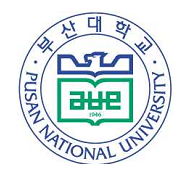 · 부산대학교 ·
PUSAN NATIONAL UNIVERSITY
1946